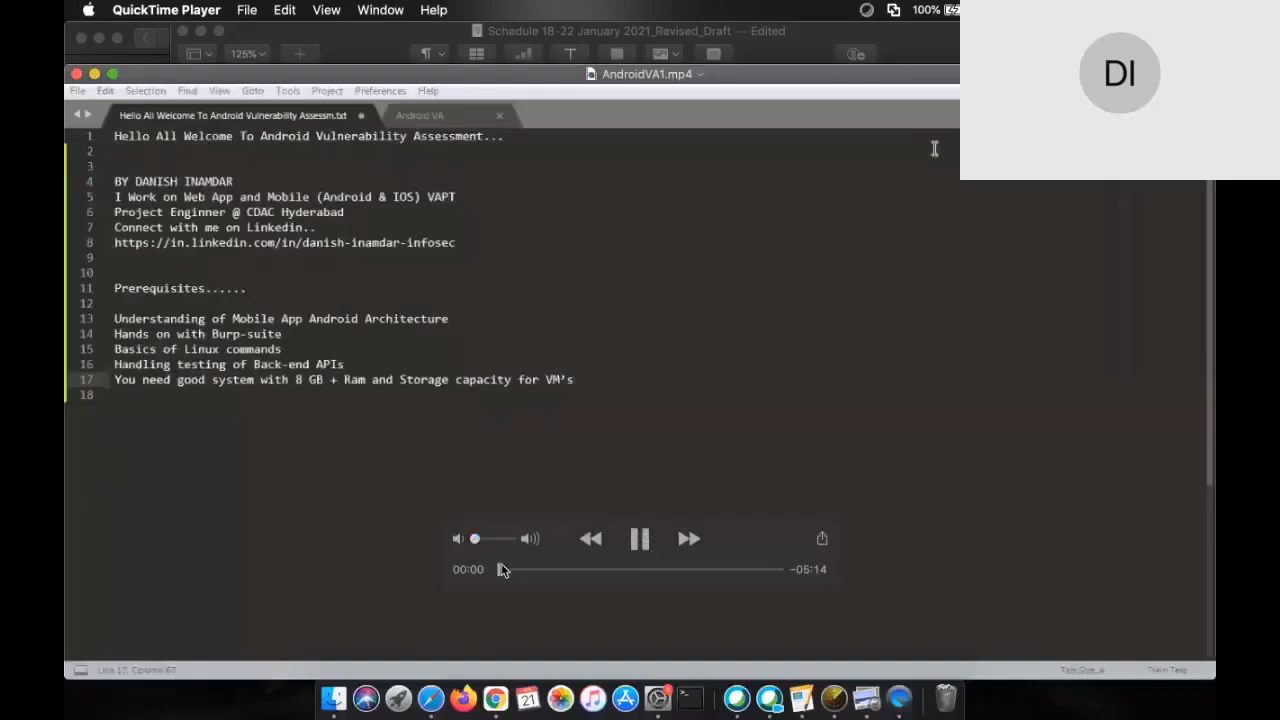 QuickTime Player File Edit View Window Help 100%
Schedule 18-22 January 2021_Revised_Draft — Edited
125%
AndroidVA1.mp4
File Edit Selection Find View Goto Tools Project Preferences Help
Hello All Welcome To Android Vulnerability Assessm.txt Android VA
1 Hello All Welcome To Android Vulnerability Assessment...
2
3
4 BY DANISH INAMDAR
5 I Work on Web App and Mobile (Android & IOS) VAPT
6 Project Enginner @ CDAC Hyderabad
7 Connect with me on Linkedin..
8 https://in.linkedin.com/in/danish-inamdar-infosec
9
10
11 Prerequisites......
12
13 Understanding of Mobile App Android Architecture
14 Hands on with Burp-suite
15 Basics of Linux commands
16 Handling testing of Back-end APIs
17 You need good system with 8 GB + Ram and Storage capacity for VM's
18
00:00 -05:14
Line 17, Column 67
21
DI